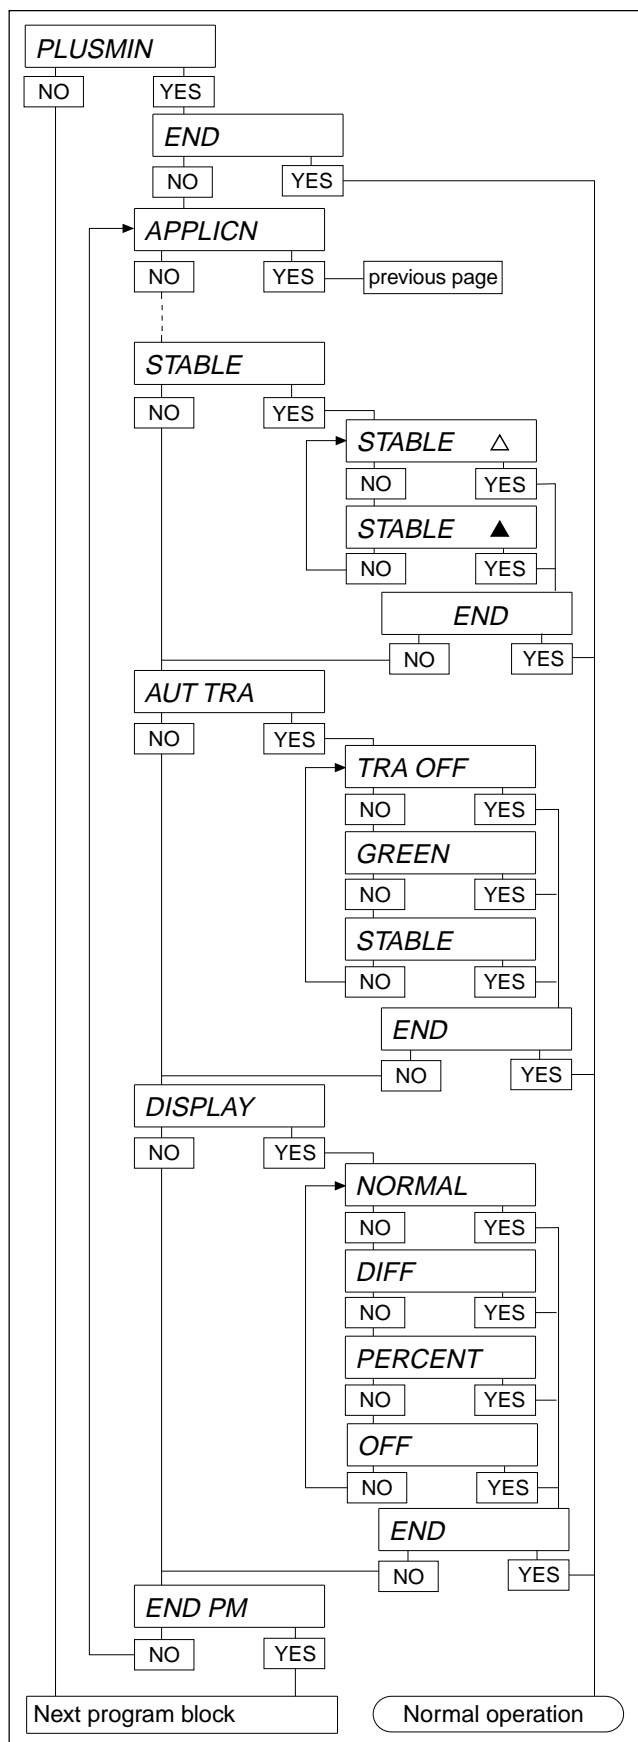 PLUSMIN
NO YES
END
NO YES
APPLICN
NO YES previous page
STABLE
NO YES
STABLE △
NO YES
STABLE ▲
NO YES
END
NO YES
AUT TRA
NO YES
TRA OFF
NO YES
GREEN
NO YES
STABLE
NO YES
END
NO YES
DISPLAY
NO YES
NORMAL
NO YES
DIFF
NO YES
PERCENT
NO YES
OFF
NO YES
END
NO YES
END PM
NO YES
Next program block Normal operation